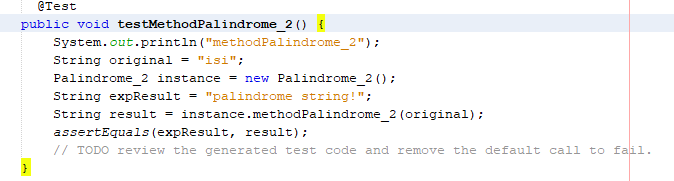 @Test
public void testMethodPalindrome_2() {
System.out.println("methodPalindrome_2");
String original = "isi";
Palindrome_2 instance = new Palindrome_2();
String expResult = "palindrome string!";
String result = instance.methodPalindrome_2(original);
assertEquals(expResult, result);
// TODO review the generated test code and remove the default call to fail.
}